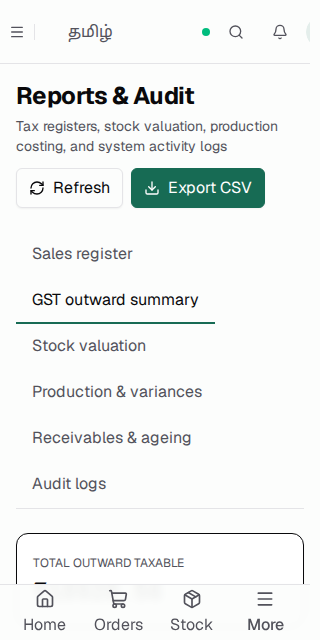 தமிழ்
Reports & Audit
Tax registers, stock valuation, production
costing, and system activity logs
Refresh
Export CSV
Sales register
GST outward summary
Stock valuation
Production & variances
Receivables & ageing
Audit logs
TOTAL OUTWARD TAXABLE
Home
Orders
Stock
More